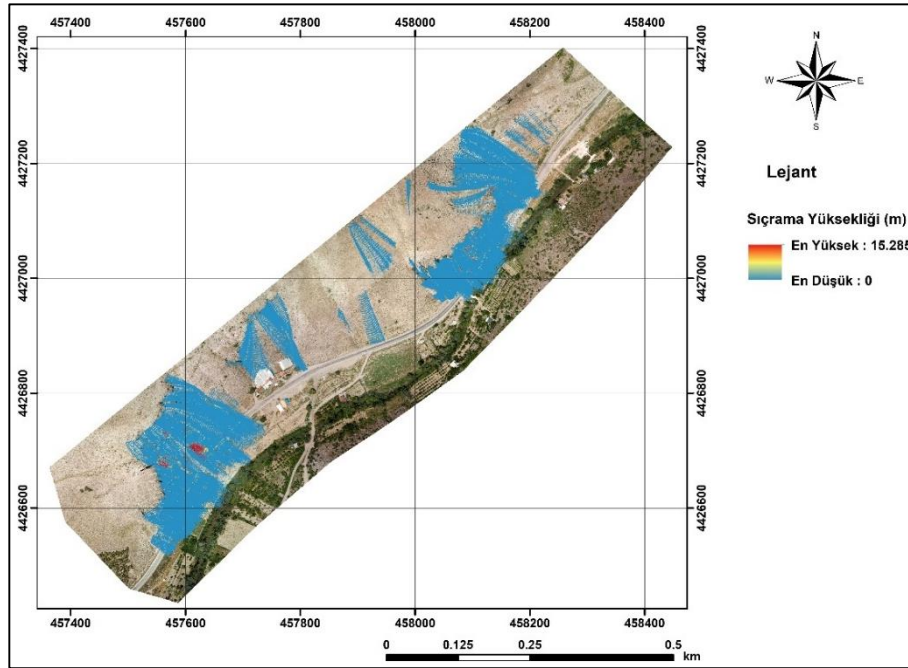 457400 457600 457800 458000 458200 458400
4427400 4427400
4427200 4427200
4427000 4427000
4426800 4426800
4426600 4426600
457400 457600 457800 458000 458200 458400
0 0.125 0.25 0.5
km
N
W E
S
Lejant
Sıçrama Yüksekliği (m)
En Yüksek : 15.285
En Düşük : 0